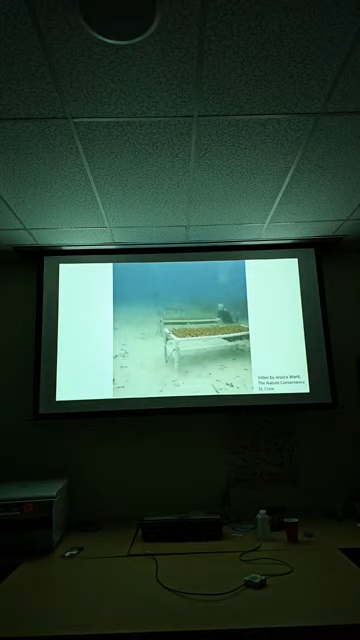 Video by Jessica Ward,
The Nature Conservancy
St. Croix